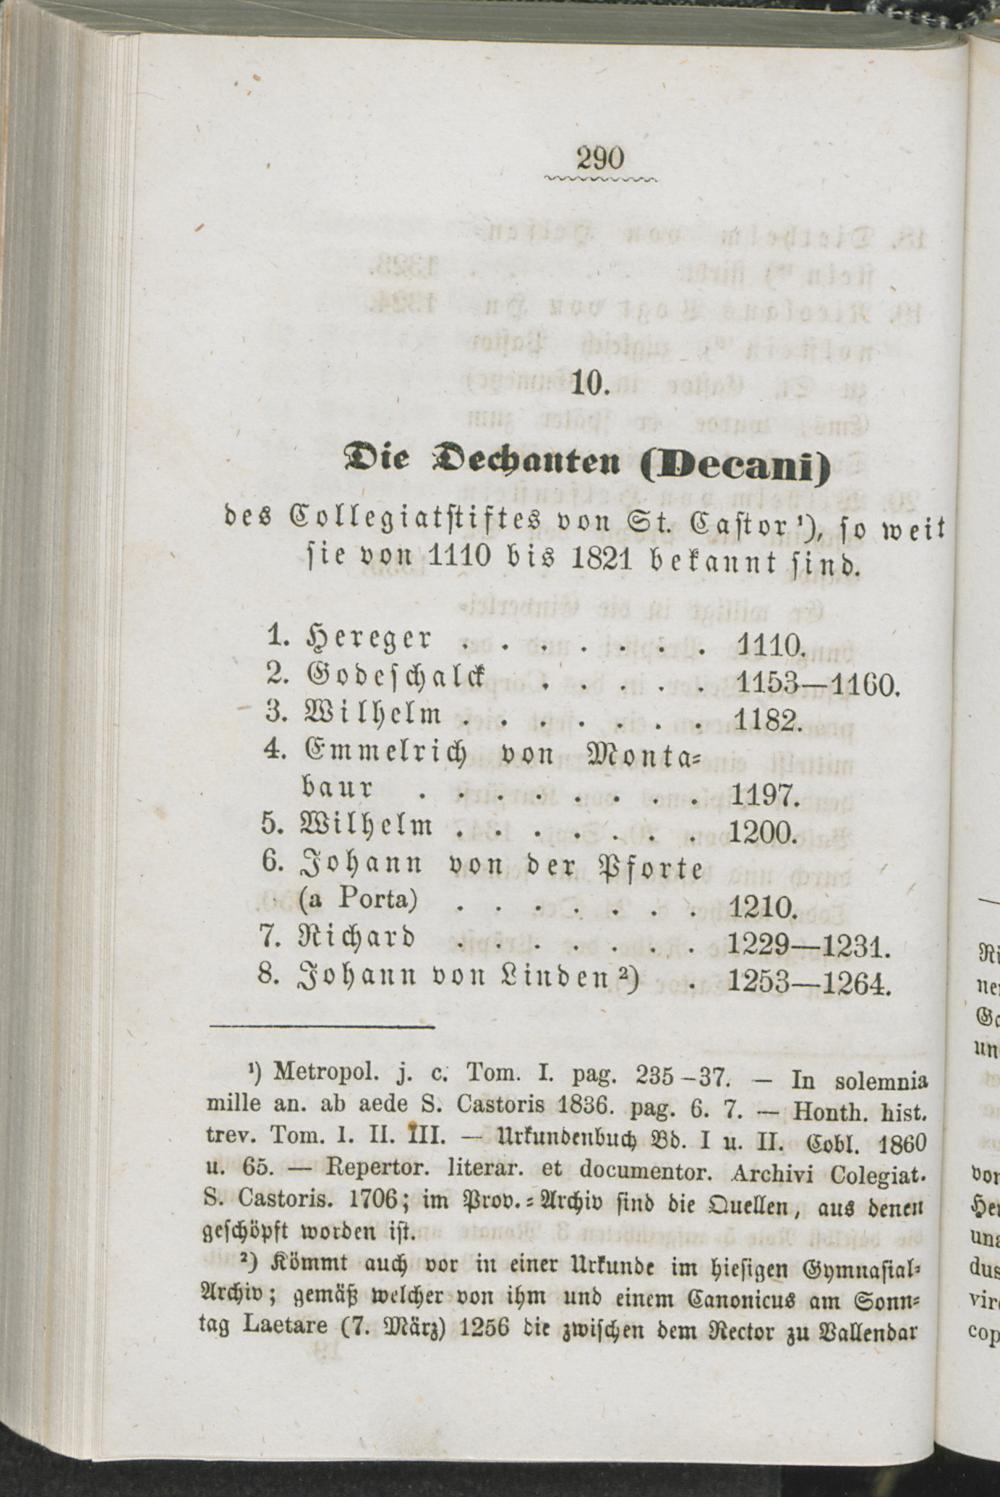 290
10.
Die Dechanten (Decani)
des Collegiatstiftes von St. Castor ¹), so weit
sie von 1110 bis 1821 bekannt sind.
1. Hereger . . . . . . . 1110.
2. Godeschalck . . . . . 1153—1160.
3. Wilhelm . . . . . . . 1182.
4. Emmelrich von Monta-
baur . . . . . . . . 1197.
5. Wilhelm . . . . . . . 1200.
6. Johann von der Pforte
(a Porta) . . . . . . . 1210.
7. Richard . . . . . . . 1229—1231.
8. Johann von Linden ²) . 1253—1264.
¹) Metropol. j. c. Tom. I. pag. 235–37. — In solemnia
mille an. ab aede S. Castoris 1836. pag. 6. 7. — Honth. hist.
trev. Tom. I. II. III. — Urkundenbuch Bd. I u. II. Cobl. 1860
u. 65. — Repertor. literar. et documentor. Archivi Colegiat.
S. Castoris. 1706; im Prov.-Archiv sind die Quellen, aus denen
geschöpft worden ist.
²) Kömmt auch vor in einer Urkunde im hiesigen Gymnasial-
Archiv; gemäß welcher von ihm und einem Canonicus am Sonn-
tag Laetare (7. März) 1256 die zwischen dem Rector zu Vallendar